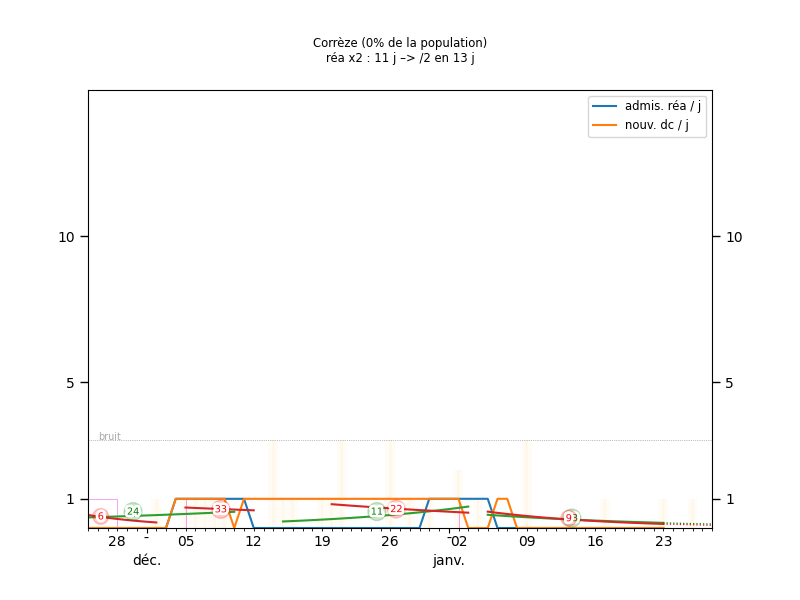 Corrèze (0% de la population)
réa x2 : 11 j –> /2 en 13 j
admis. réa / j
nouv. dc / j
10
10
5
5
bruit
1
1
6
24
33
11
22
28
05
12
19
26
02
09
16
23
déc.
janv.